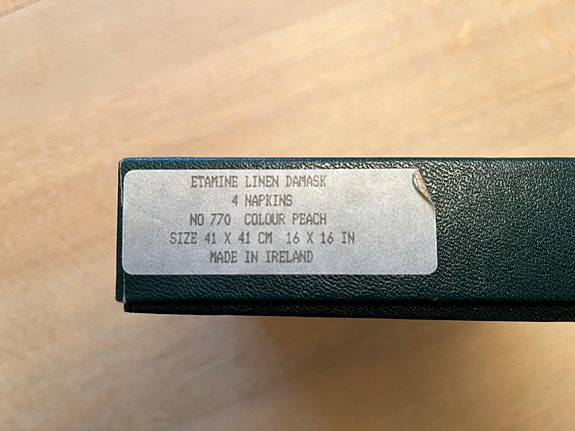 ETAMINE LINEN DAMASK
4 NAPKINS
NO 770 COLOUR PEACH
SIZE 41 X 41 CM 16 X 16 IN
MADE IN IRELAND